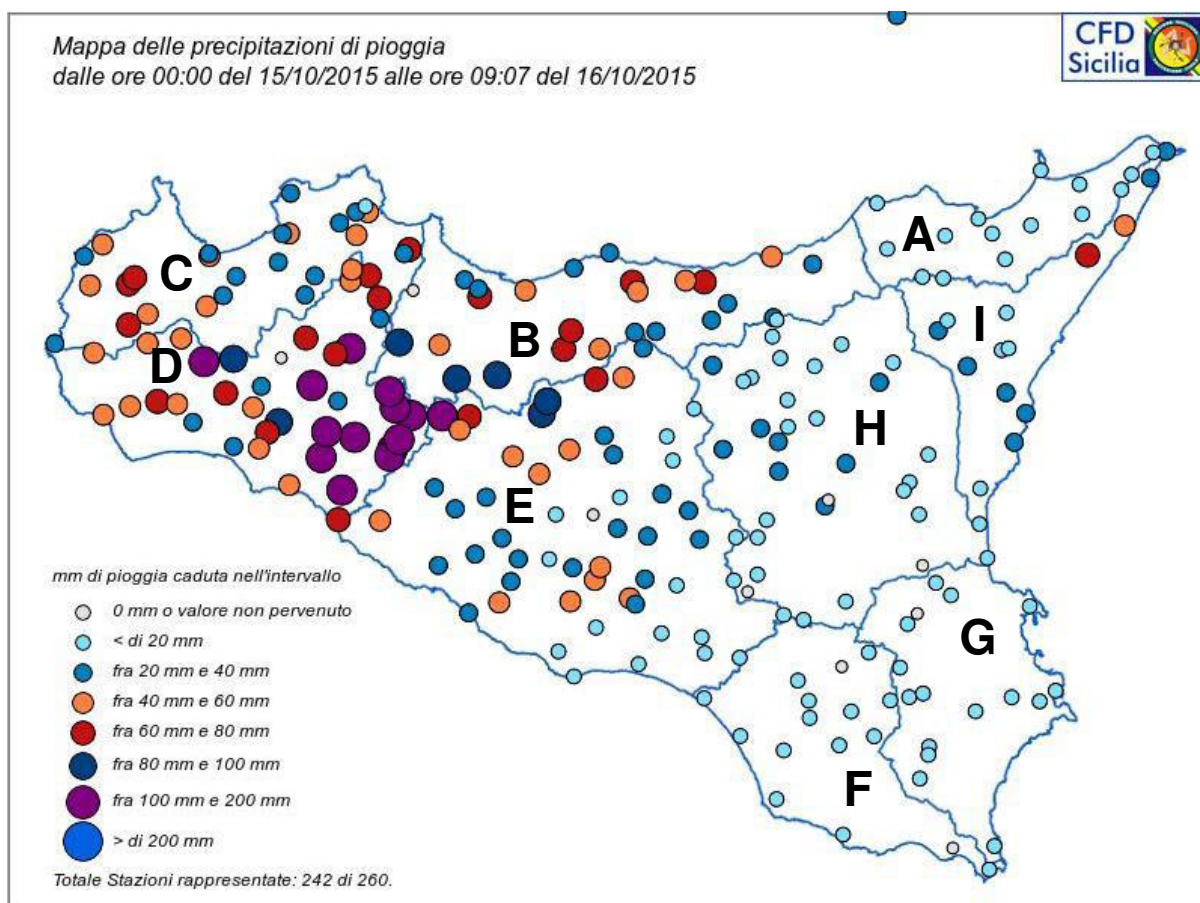 Mappa delle precipitazioni di pioggia
dalle ore 00:00 del 15/10/2015 alle ore 09:07 del 16/10/2015
CFD
Sicilia
A
C
I
B
D
H
E
G
F
mm di pioggia caduta nell'intervallo
0 mm o valore non pervenuto
< di 20 mm
fra 20 mm e 40 mm
fra 40 mm e 60 mm
fra 60 mm e 80 mm
fra 80 mm e 100 mm
fra 100 mm e 200 mm
> di 200 mm
Totale Stazioni rappresentate: 242 di 260.